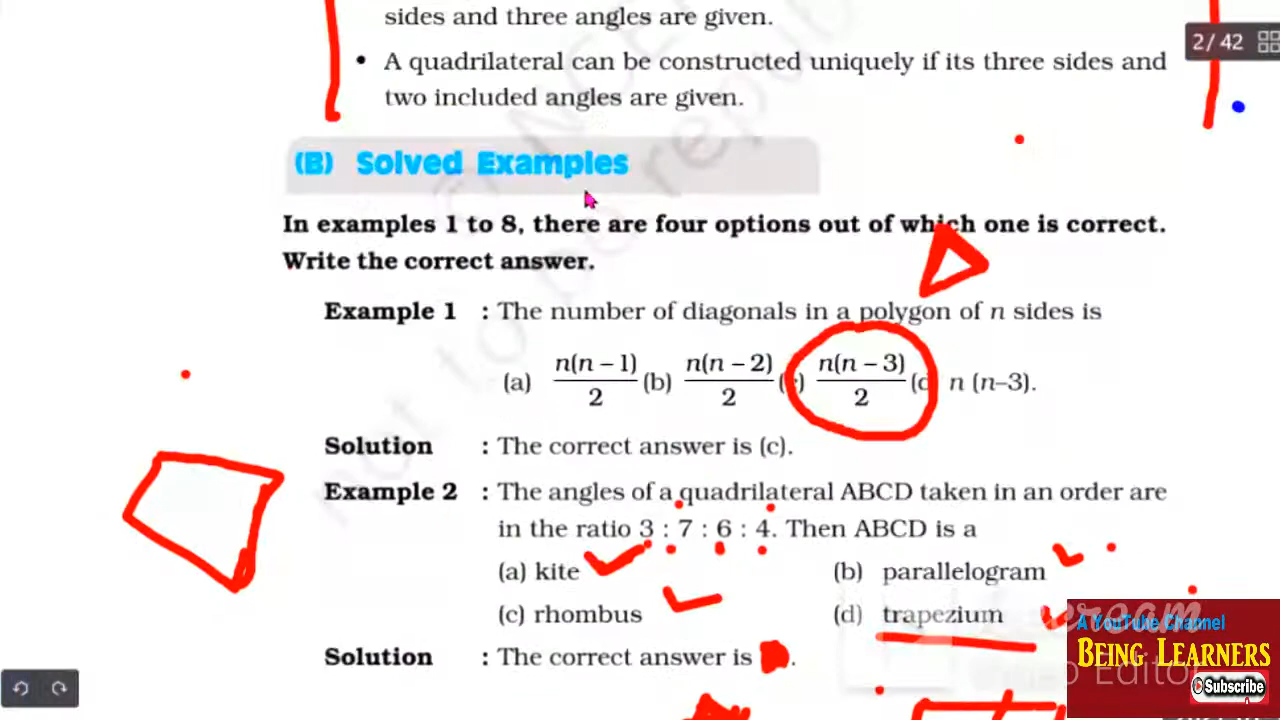 sides and three angles are given.
2 / 42
• A quadrilateral can be constructed uniquely if its three sides and
two included angles are given.
(B) Solved Examples
In examples 1 to 8, there are four options out of which one is correct.
Write the correct answer.
Example 1 : The number of diagonals in a polygon of n sides is
(a) n(n – 1)/2 (b) n(n – 2)/2 (c) n(n – 3)/2 (d) n (n–3).
Solution : The correct answer is (c).
Example 2 : The angles of a quadrilateral ABCD taken in an order are
in the ratio 3 : 7 : 6 : 4. Then ABCD is a
(a) kite (b) parallelogram
(c) rhombus (d) trapezium
Solution : The correct answer is .
A YouTube Channel
BEING LEARNERS
Subscribe
Editor